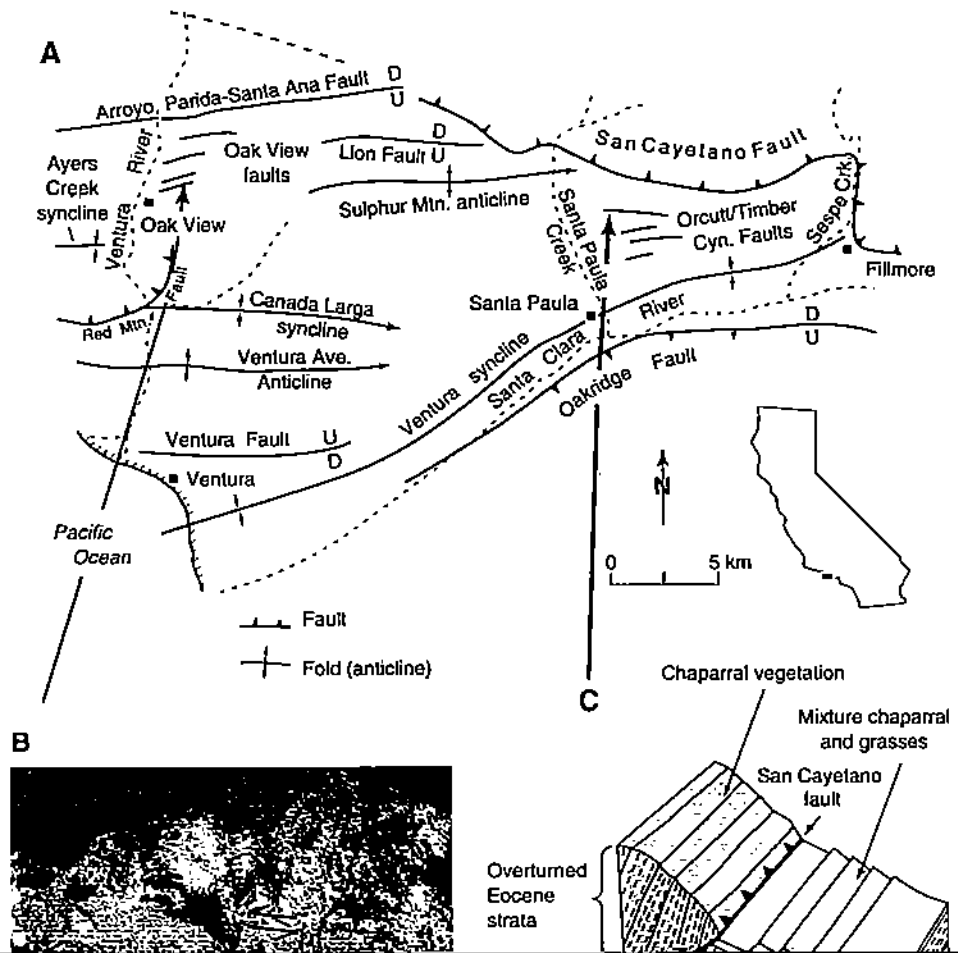 A
Arroyo Parida-Santa Ana Fault
D
U
Ayers
Creek
syncline
River
Ventura
Oak View
faults
Oak View
Lion Fault
D
U
Sulphur Mtn. anticline
San Cayetano Fault
Santa Paula
Creek
Orcutt/Timber
Cyn. Faults
Sespe Crk.
Fillmore
Red Mtn.
Fault
Canada Larga
syncline
Ventura Ave.
Anticline
Santa Paula
River
Ventura syncline
Santa Clara
Oakridge Fault
D
U
Ventura Fault
U
D
Ventura
Pacific
Ocean
N
0 5 km
Fault
Fold (anticline)
B
C
Chaparral vegetation
Mixture chaparral
and grasses
San Cayetano
fault
Overturned
Eocene
strata